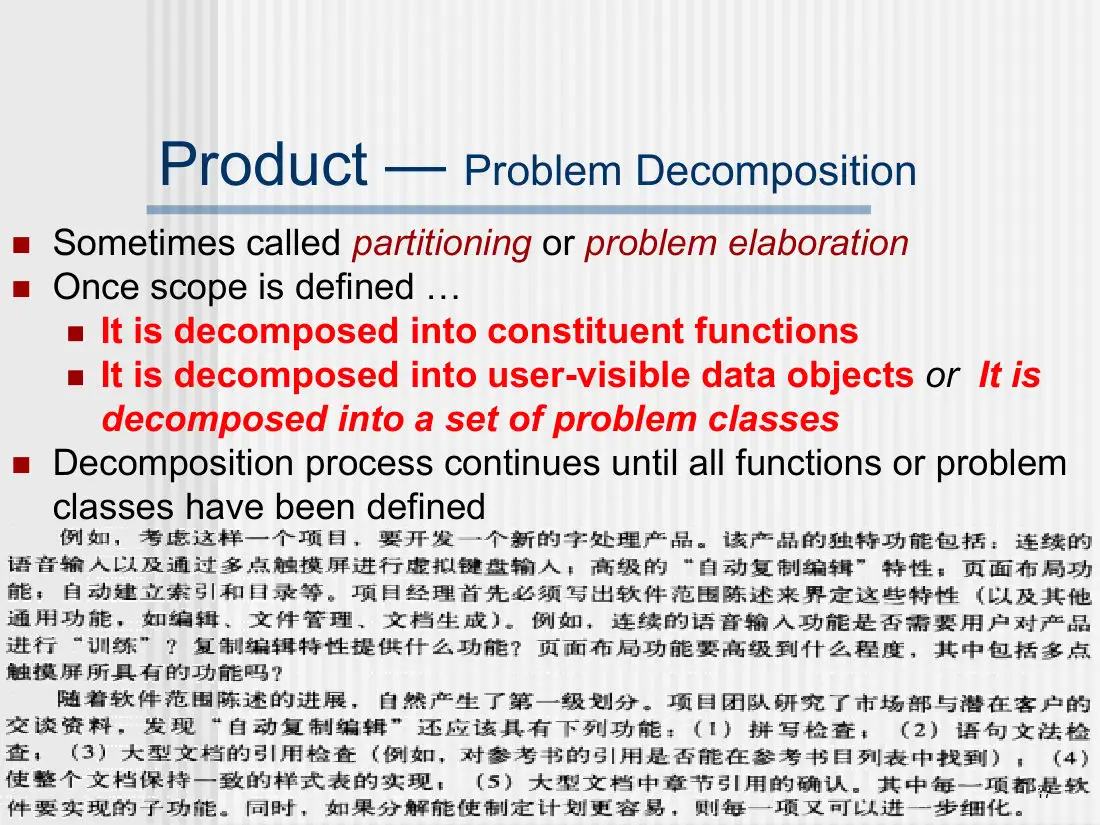 Product — Problem Decomposition
Sometimes called partitioning or problem elaboration
Once scope is defined …
It is decomposed into constituent functions
It is decomposed into user-visible data objects or It is
decomposed into a set of problem classes
Decomposition process continues until all functions or problem
classes have been defined
例如，考虑这样一个项目，要开发一个新的字处理产品。该产品的独特功能包括：连续的
语音输入以及通过多点触摸屏进行虚拟键盘输入；高级的“自动复制编辑”特性；页面布局功
能；自动建立索引和目录等。项目经理首先必须写出软件范围陈述来界定这些特性（以及其他
通用功能，如编辑、文件管理、文档生成）。例如，连续的语音输入功能是否需要用户对产品
进行“训练”？复制编辑特性提供什么功能？页面布局功能要高级到什么程度，其中包括多点
触摸屏所具有的功能吗？
随着软件范围陈述的进展，自然产生了第一级划分。项目团队研究了市场部与潜在客户的
交谈资料，发现“自动复制编辑”还应该具有下列功能：（1）拼写检查；（2）语句文法检
查；（3）大型文档的引用检查（例如，对参考书的引用是否能在参考书目列表中找到）；（4）
使整个文档保持一致的样式表的实现；（5）大型文档中章节引用的确认。其中每一项都是软
件要实现的子功能。同时，如果分解能使制定计划更容易，则每一项又可以进一步细化。
17